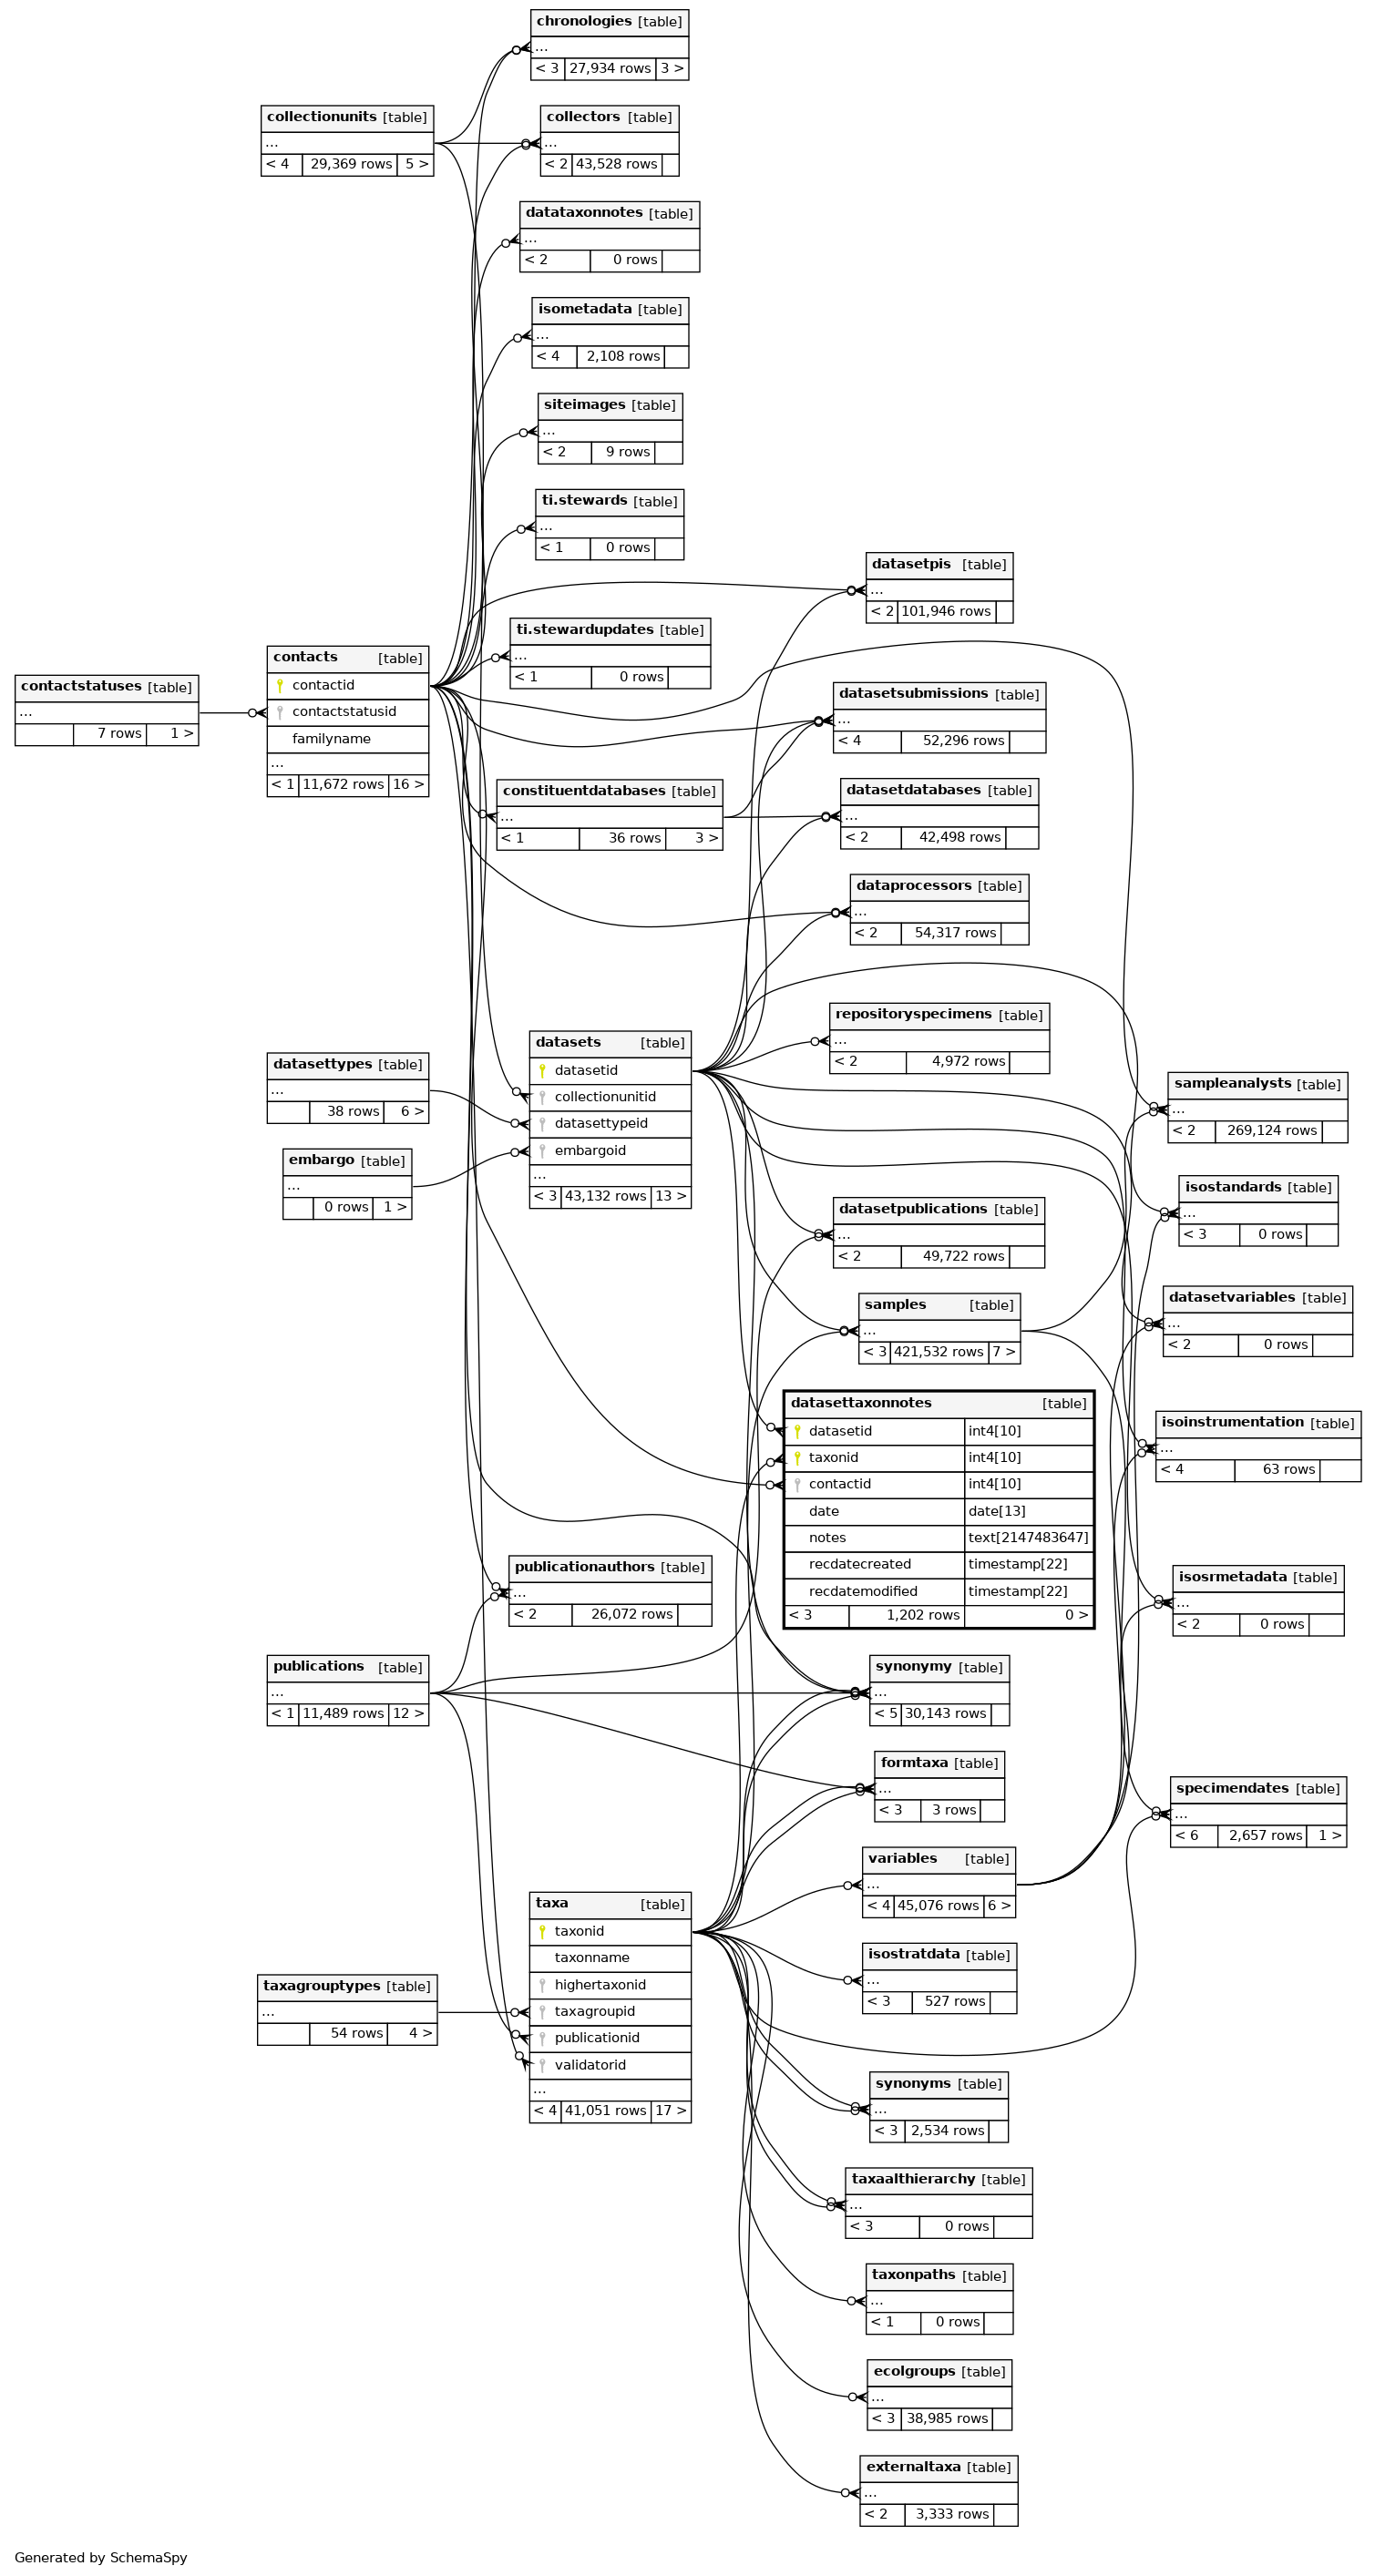 chronologies [table]
...
< 3 27,934 rows 3 >
collectionunits [table]
...
< 4 29,369 rows 5 >
collectors [table]
...
< 2 43,528 rows
datataxonnotes [table]
...
< 2 0 rows
isometadata [table]
...
< 4 2,108 rows
siteimages [table]
...
< 2 9 rows
ti.stewards [table]
...
< 1 0 rows
datasetpis [table]
...
< 2 101,946 rows
ti.stewardupdates [table]
...
< 1 0 rows
contacts [table]
contactid
contactstatusid
familyname
...
< 1 11,672 rows 16 >
contactstatuses [table]
...
7 rows 1 >
datasetsubmissions [table]
...
< 4 52,296 rows
constituentdatabases [table]
...
< 1 36 rows 3 >
datasetdatabases [table]
...
< 2 42,498 rows
dataprocessors [table]
...
< 2 54,317 rows
repositoryspecimens [table]
...
< 2 4,972 rows
datasets [table]
datasetid
collectionunitid
datasettypeid
embargoid
...
< 3 43,132 rows 13 >
datasettypes [table]
...
38 rows 6 >
embargo [table]
...
0 rows 1 >
sampleanalysts [table]
...
< 2 269,124 rows
isostandards [table]
...
< 3 0 rows
datasetpublications [table]
...
< 2 49,722 rows
datasetvariables [table]
...
< 2 0 rows
samples [table]
...
< 3 421,532 rows 7 >
datasettaxonnotes [table]
datasetid int4[10]
taxonid int4[10]
contactid int4[10]
date date[13]
notes text[2147483647]
recdatecreated timestamp[22]
recdatemodified timestamp[22]
< 3 1,202 rows 0 >
isoinstrumentation [table]
...
< 4 63 rows
publicationauthors [table]
...
< 2 26,072 rows
isosrmetadata [table]
...
< 2 0 rows
publications [table]
...
< 1 11,489 rows 12 >
synonymy [table]
...
< 5 30,143 rows
formtaxa [table]
...
< 3 3 rows
specimendates [table]
...
< 6 2,657 rows 1 >
variables [table]
...
< 4 45,076 rows 6 >
taxa [table]
taxonid
taxonname
highertaxonid
taxagroupid
publicationid
validatorid
...
< 4 41,051 rows 17 >
isostratdata [table]
...
< 3 527 rows
taxagrouptypes [table]
...
54 rows 4 >
synonyms [table]
...
< 3 2,534 rows
taxaalthierarchy [table]
...
< 3 0 rows
taxonpaths [table]
...
< 1 0 rows
ecolgroups [table]
...
< 3 38,985 rows
externaltaxa [table]
...
< 2 3,333 rows
Generated by SchemaSpy